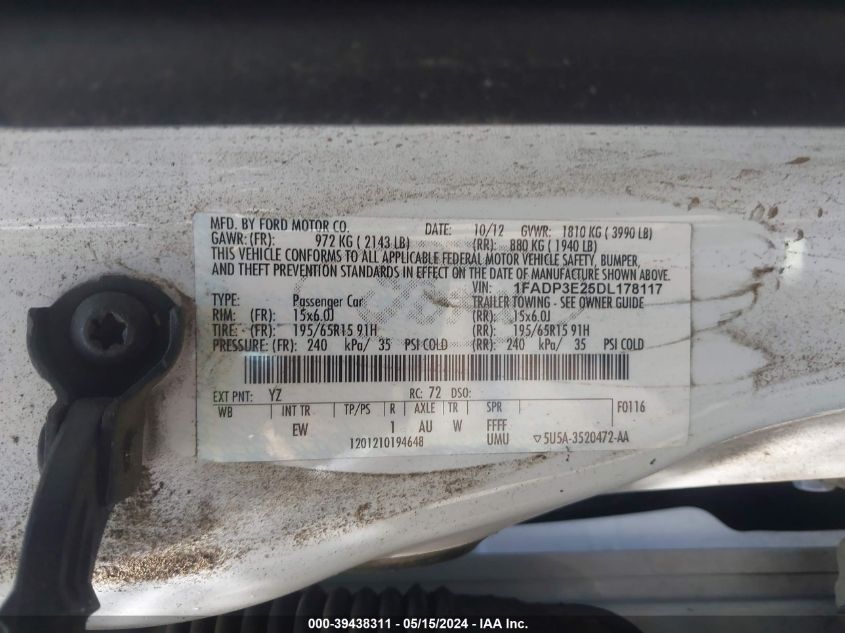 MFD. BY FORD MOTOR CO. DATE: 10/12 GVWR: 1810 KG ( 3990 LB)
GAWR: (FR): 972 KG ( 2143 LB) (RR): 880 KG ( 1940 LB)
THIS VEHICLE CONFORMS TO ALL APPLICABLE FEDERAL MOTOR VEHICLE SAFETY, BUMPER,
AND THEFT PREVENTION STANDARDS IN EFFECT ON THE DATE OF MANUFACTURE SHOWN ABOVE.
VIN: 1FADP3E25DL178117
TYPE: Passenger Car TRAILER TOWING - SEE OWNER GUIDE
RIM: (FR): 15x6.0J (RR): 15x6.0J
TIRE: (FR): 195/65R15 91H (RR): 195/65R15 91H
PRESSURE: (FR): 240 kPa/ 35 PSI COLD (RR): 240 kPa/ 35 PSI COLD
EXT PNT: YZ RC: 72 DSO:
WB INT TR TP/PS R AXLE TR SPR F0116
EW 1 AU W FFFF
1201210194648 UMU ▽5U5A-3520472-AA
000-39438311 - 05/15/2024 - IAA Inc.